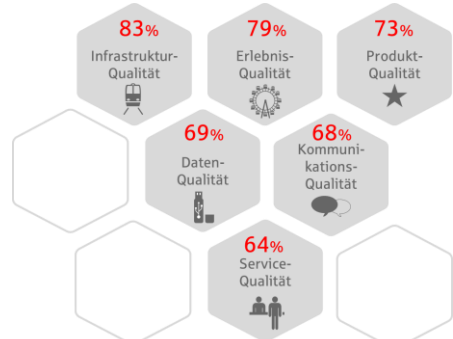 83%
Infrastruktur-
Qualität
79%
Erlebnis-
Qualität
73%
Produkt-
Qualität
69%
Daten-
Qualität
68%
Kommuni-
kations-
Qualität
64%
Service-
Qualität